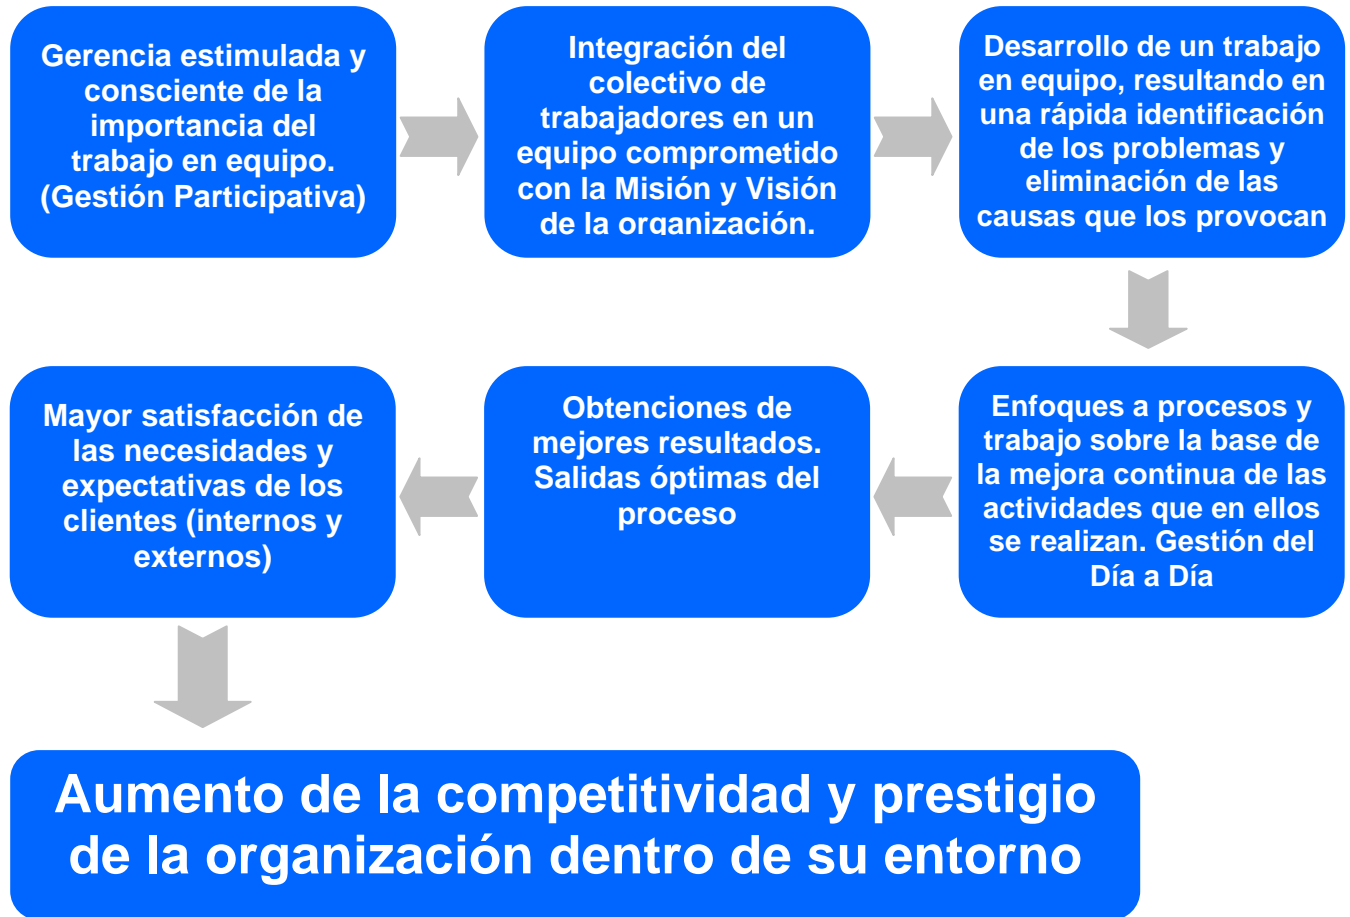 Gerencia estimulada y
consciente de la
importancia del
trabajo en equipo.
(Gestión Participativa)
Integración del
colectivo de
trabajadores en un
equipo comprometido
con la Misión y Visión
de la organización.
Desarrollo de un trabajo
en equipo, resultando en
una rápida identificación
de los problemas y
eliminación de las
causas que los provocan
Enfoques a procesos y
trabajo sobre la base de
la mejora continua de las
actividades que en ellos
se realizan. Gestión del
Día a Día
Obtenciones de
mejores resultados.
Salidas óptimas del
proceso
Mayor satisfacción de
las necesidades y
expectativas de los
clientes (internos y
externos)
Aumento de la competitividad y prestigio
de la organización dentro de su entorno